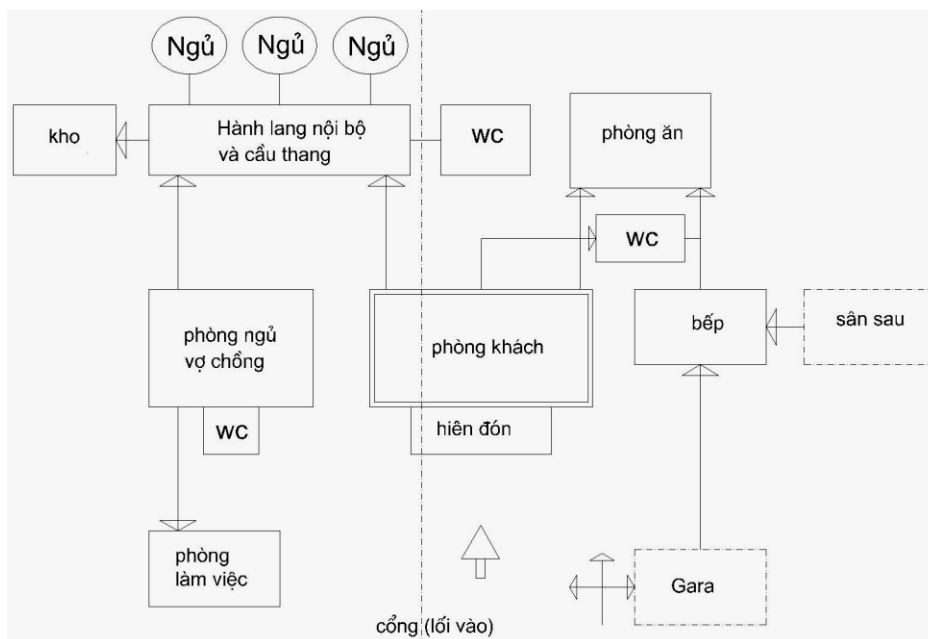 Ngủ
Ngủ
Ngủ
kho
Hành lang nội bộ
và cầu thang
WC
phòng ăn
WC
phòng ngủ
vợ chồng
phòng khách
bếp
sân sau
WC
hiên đón
phòng
làm việc
Gara
cổng (lối vào)